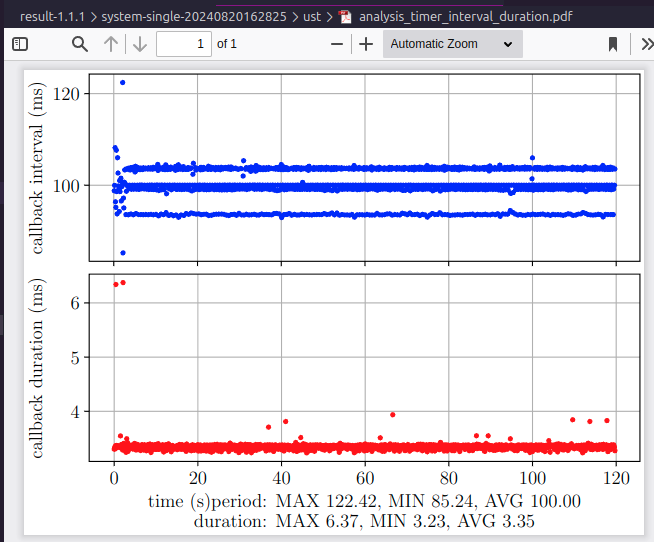 result-1.1.1 > system-single-20240820162825 > ust > analysis_timer_interval_duration.pdf
1 of 1 Automatic Zoom
callback interval (ms)
120
100
callback duration (ms)
6
5
4
0 20 40 60 80 100 120
time (s)period: MAX 122.42, MIN 85.24, AVG 100.00
duration: MAX 6.37, MIN 3.23, AVG 3.35